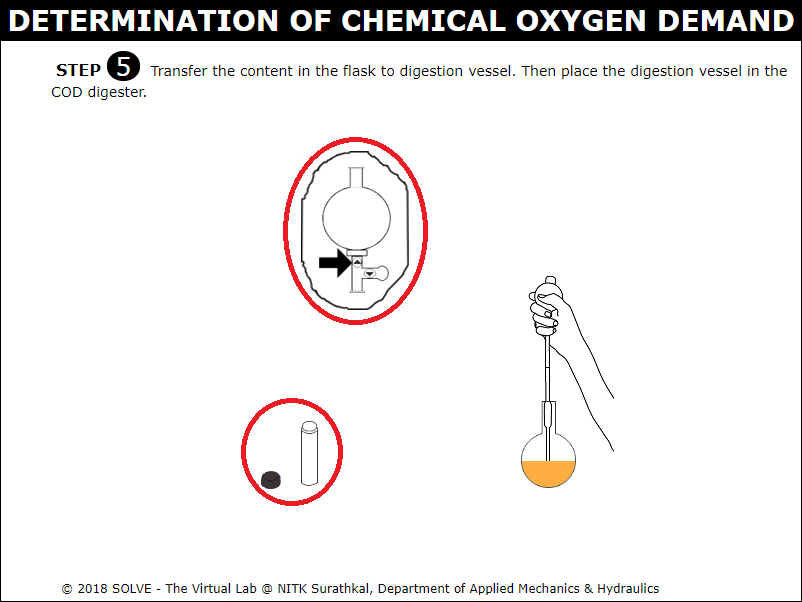 DETERMINATION OF CHEMICAL OXYGEN DEMAND
STEP 5 Transfer the content in the flask to digestion vessel. Then place the digestion vessel in the
COD digester.
© 2018 SOLVE - The Virtual Lab @ NITK Surathkal, Department of Applied Mechanics & Hydraulics